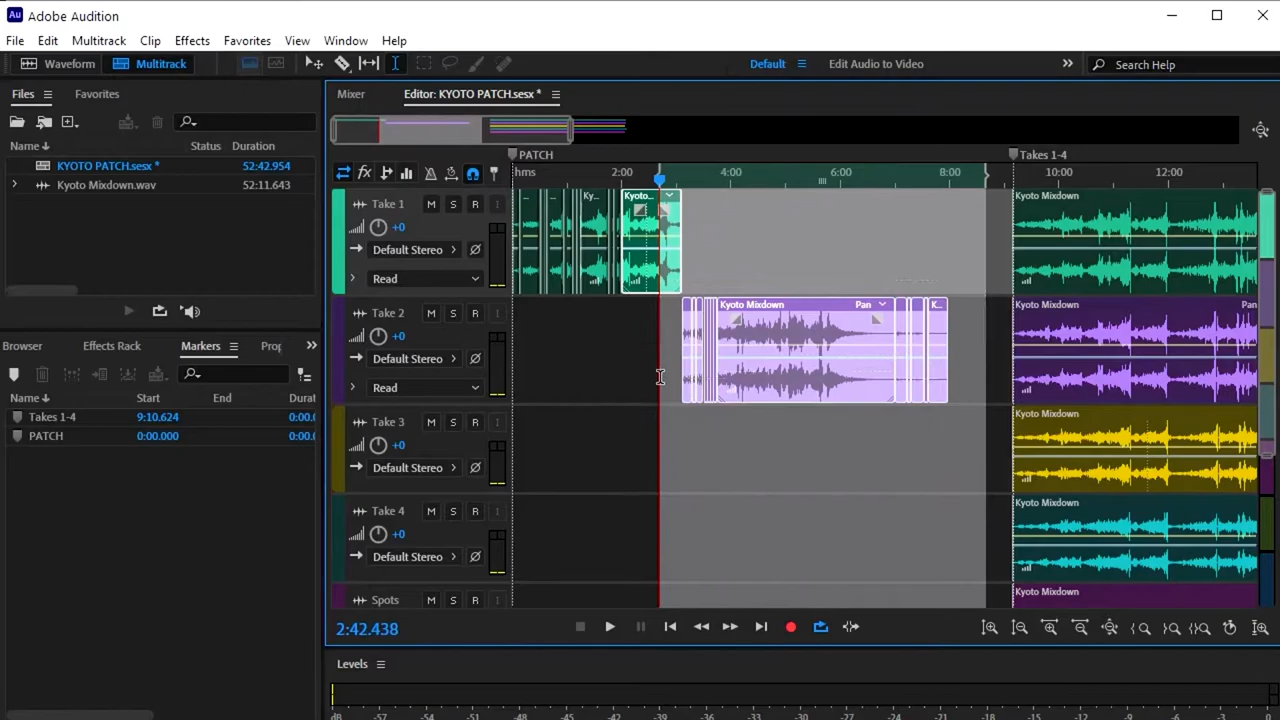 Au Adobe Audition
File Edit Multitrack Clip Effects Favorites View Window Help
Waveform Multitrack Default Edit Audio to Video Search Help
Files Favorites
Mixer Editor: KYOTO PATCH.sesx *
Name Status Duration
KYOTO PATCH.sesx * 52:42.954
Kyoto Mixdown.wav 52:11.643
PATCH Takes 1-4
hms 2:00 4:00 6:00 8:00 10:00 12:00
Take 1 M S R I Ky... Kyoto... Kyoto Mixdown
+0
Default Stereo
Read
Take 2 M S R I Kyoto Mixdown Pan K... Kyoto Mixdown Pan
+0
Default Stereo
Read
Take 3 M S R I Kyoto Mixdown
+0
Default Stereo
Take 4 M S R I Kyoto Mixdown
+0
Default Stereo
Spots M S R I Kyoto Mixdown
Browser Effects Rack Markers Prop
Name Start End Durat
Takes 1-4 9:10.624 0:00.
PATCH 0:00.000 0:00.
2:42.438
Levels
dB -57 -54 -51 -48 -45 -42 -39 -36 -33 -30 -27 -24 -21 -18 -15 -12 -9 -6 -3 0